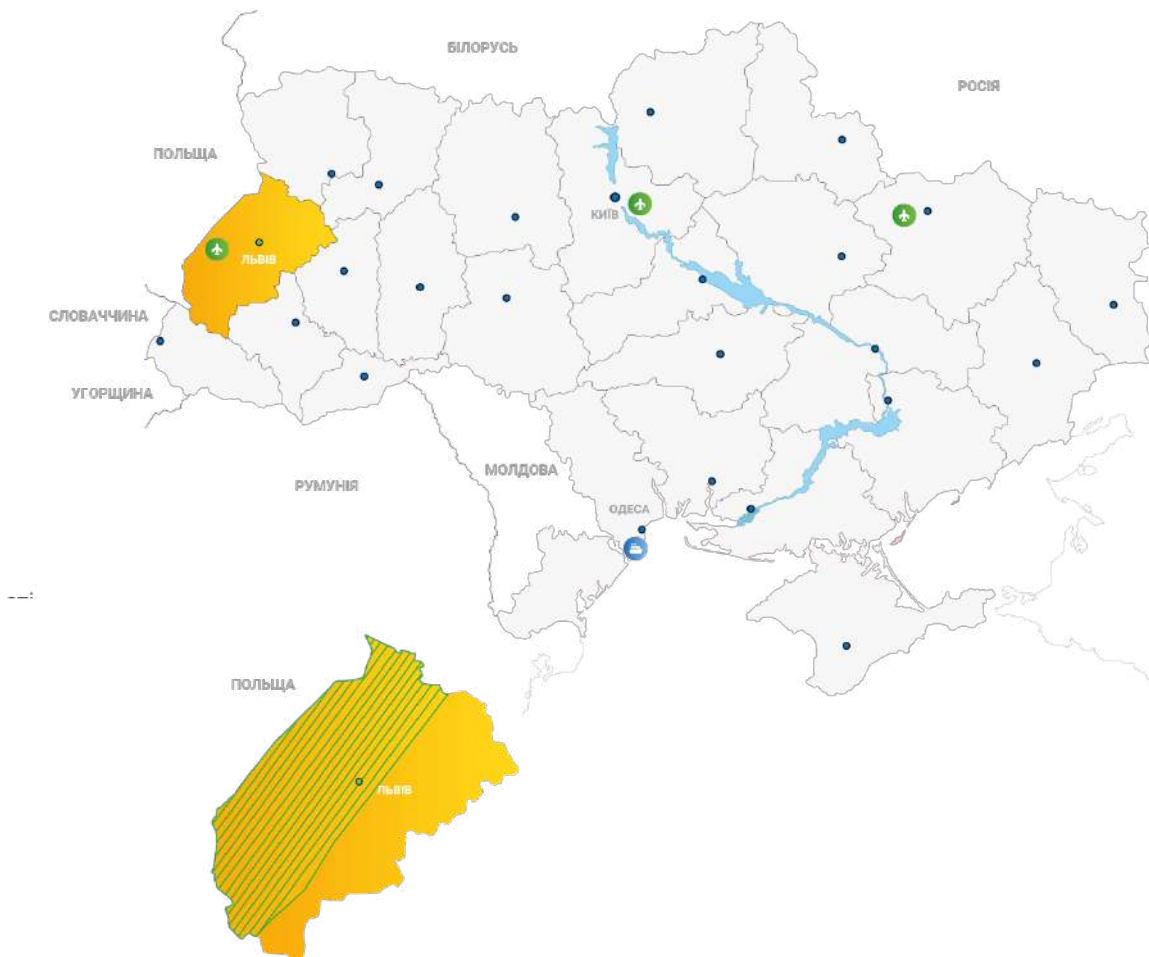 БІЛОРУСЬ
РОСІЯ
ПОЛЬЩА
КИЇВ
ЛЬВІВ
СЛОВАЧЧИНА
УГОРЩИНА
МОЛДОВА
РУМУНІЯ
ОДЕСА
ПОЛЬЩА
ЛЬВІВ